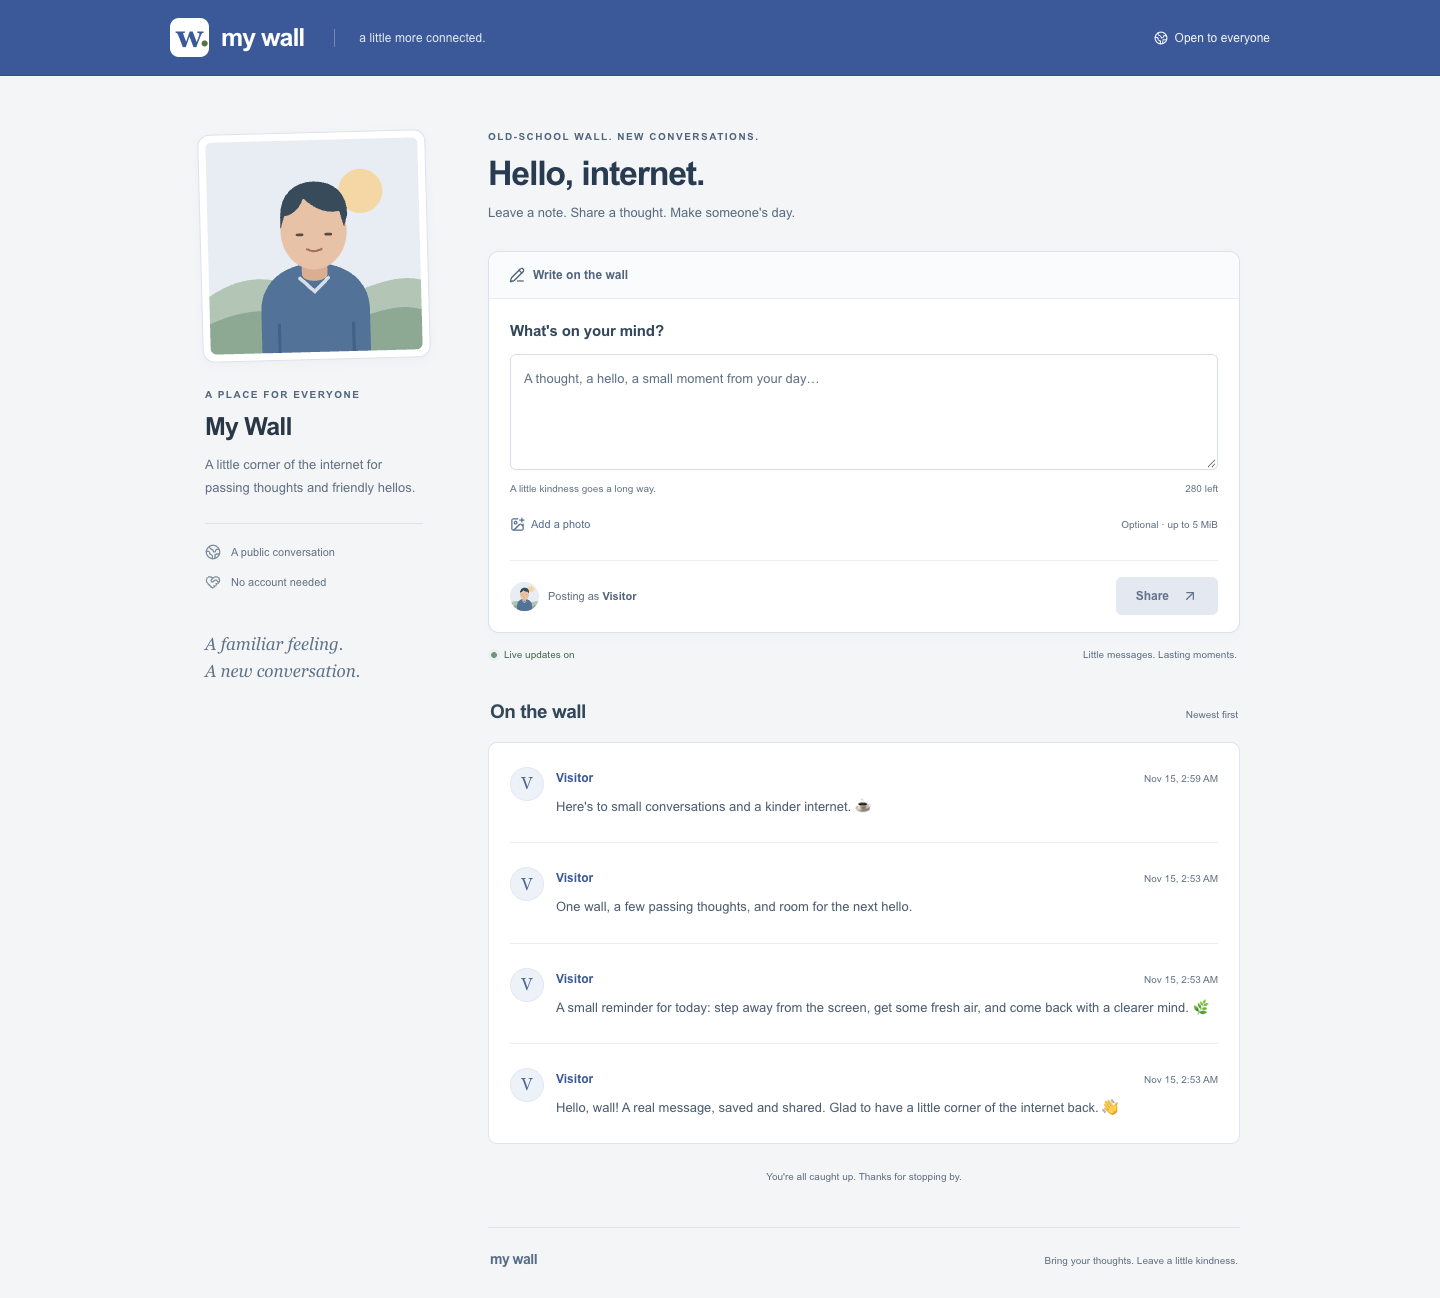 w. my wall
a little more connected.
Open to everyone
A PLACE FOR EVERYONE
My Wall
A little corner of the internet for
passing thoughts and friendly hellos.
A public conversation
No account needed
A familiar feeling.
A new conversation.
OLD-SCHOOL WALL. NEW CONVERSATIONS.
Hello, internet.
Leave a note. Share a thought. Make someone's day.
Write on the wall
What's on your mind?
A thought, a hello, a small moment from your day…
A little kindness goes a long way.
280 left
Add a photo
Optional · up to 5 MiB
Posting as Visitor
Share
Live updates on
Little messages. Lasting moments.
On the wall
Newest first
V
Visitor
Nov 15, 2:59 AM
Here's to small conversations and a kinder internet. ☕
V
Visitor
Nov 15, 2:53 AM
One wall, a few passing thoughts, and room for the next hello.
V
Visitor
Nov 15, 2:53 AM
A small reminder for today: step away from the screen, get some fresh air, and come back with a clearer mind. 🌿
V
Visitor
Nov 15, 2:53 AM
Hello, wall! A real message, saved and shared. Glad to have a little corner of the internet back. 👋
You're all caught up. Thanks for stopping by.
my wall
Bring your thoughts. Leave a little kindness.